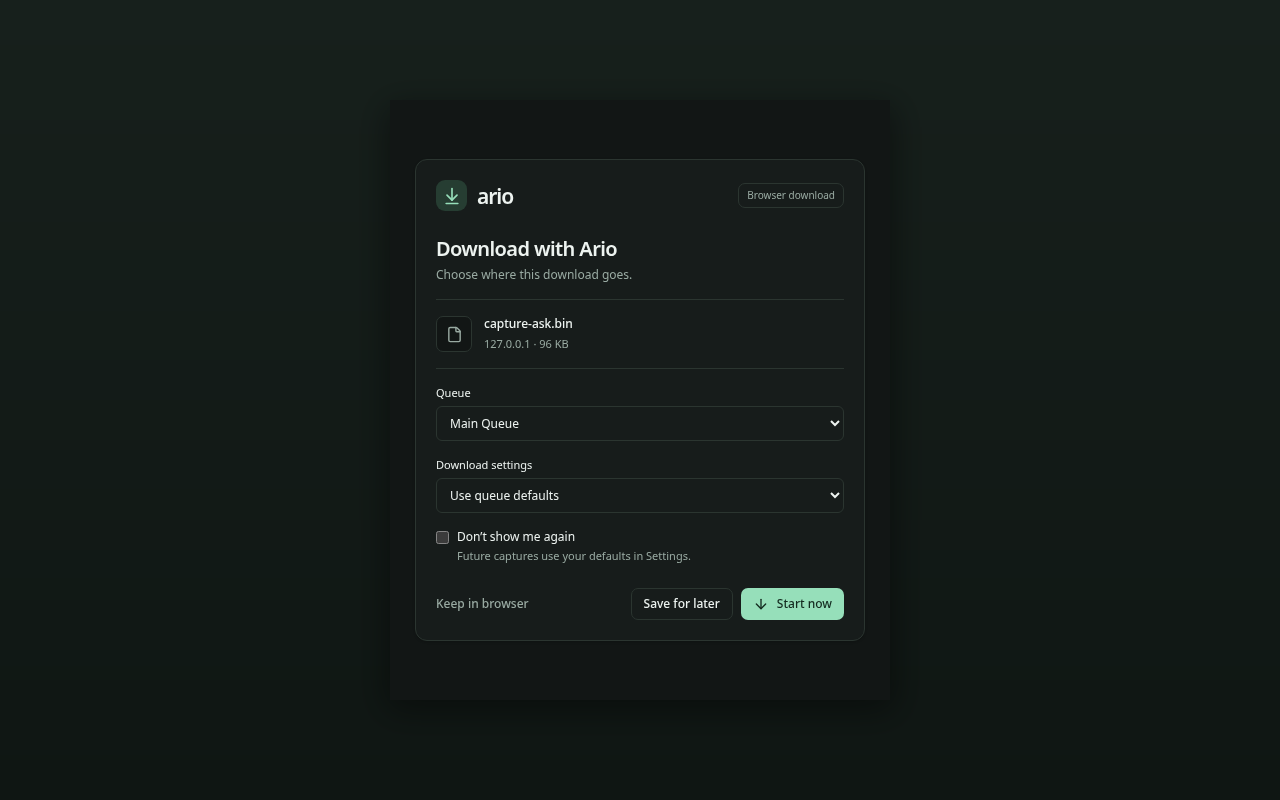 ario
Browser download
Download with Ario
Choose where this download goes.
capture-ask.bin
127.0.0.1 · 96 KB
Queue
Main Queue
Download settings
Use queue defaults
Don’t show me again
Future captures use your defaults in Settings.
Keep in browser
Save for later
Start now